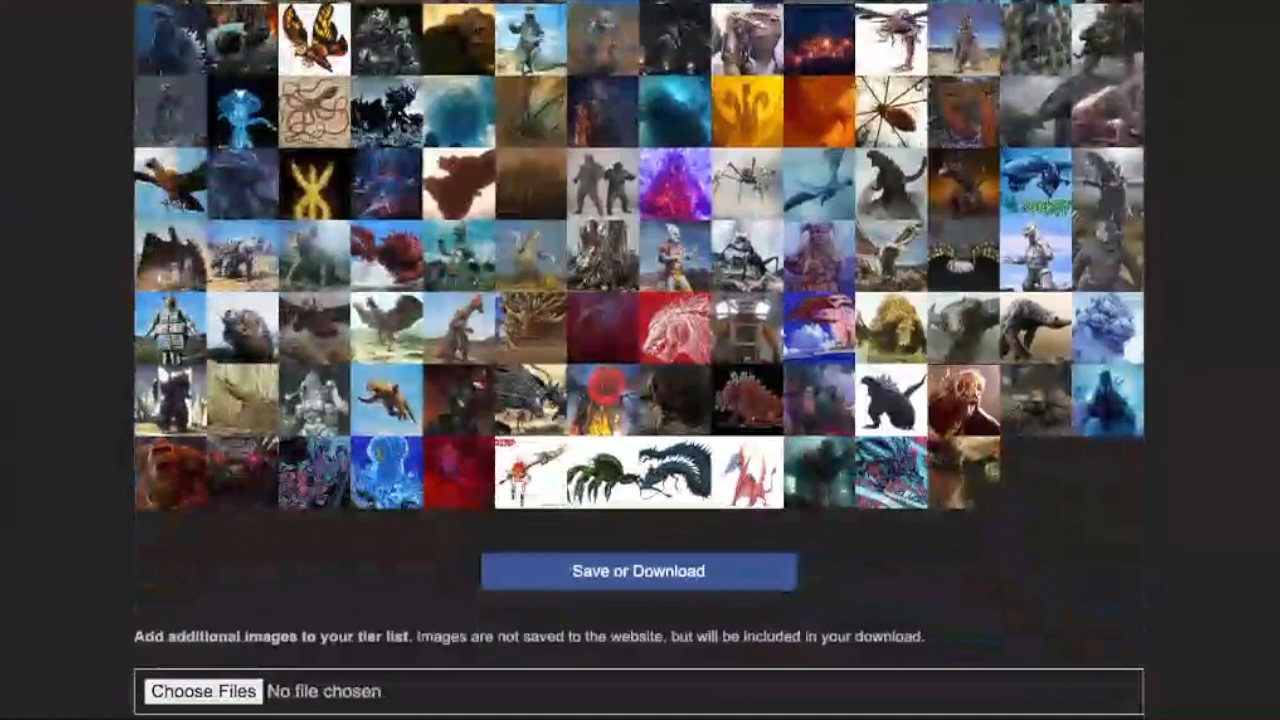 Save or Download
Add additional images to your tier list. Images are not saved to the website, but will be included in your download.
Choose Files No file chosen